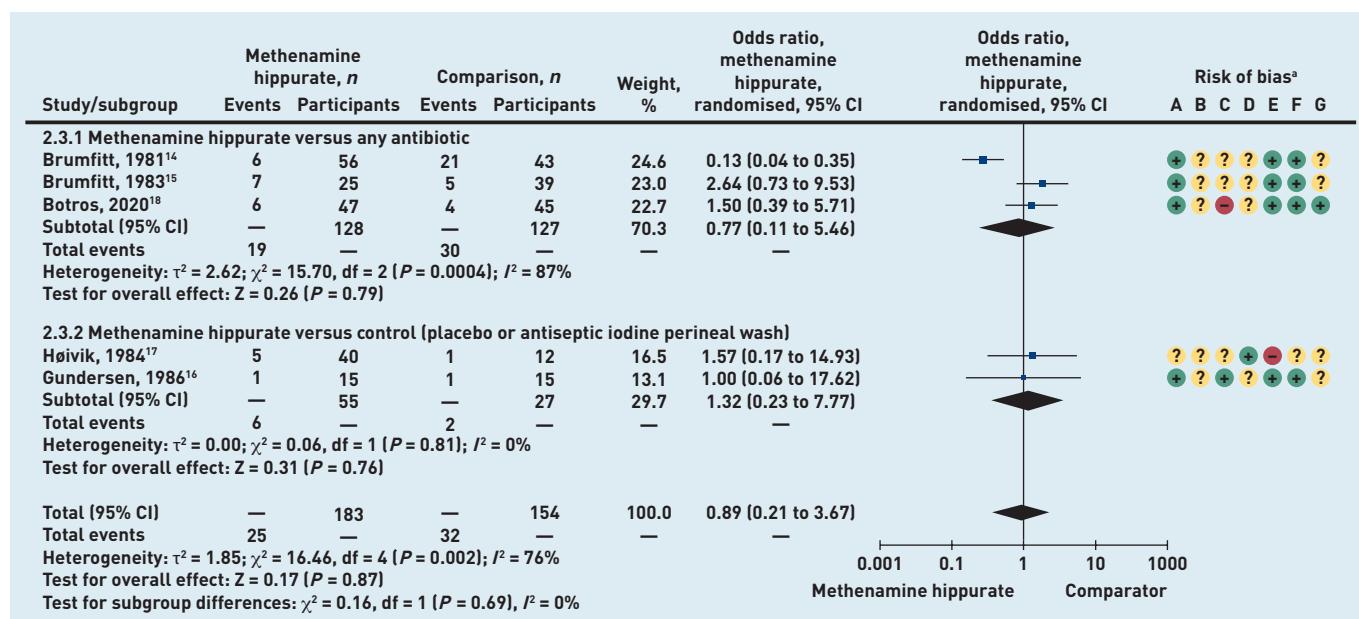 Study/subgroup
Methenamine hippurate, n
Events Participants
Comparison, n
Events Participants
Weight, %
Odds ratio, methenamine hippurate, randomised, 95% CI
Odds ratio, methenamine hippurate, randomised, 95% CI
Risk of biasᵃ
A B C D E F G
2.3.1 Methenamine hippurate versus any antibiotic
Brumfitt, 1981¹⁴ 6 56 21 43 24.6 0.13 (0.04 to 0.35) + ? ? ? + + ?
Brumfitt, 1983¹⁵ 7 25 5 39 23.0 2.64 (0.73 to 9.53) + ? ? ? + + ?
Botros, 2020¹⁸ 6 47 4 45 22.7 1.50 (0.39 to 5.71) + ? – ? + + +
Subtotal (95% CI) — 128 — 127 70.3 0.77 (0.11 to 5.46)
Total events 19 — 30 — — —
Heterogeneity: τ² = 2.62; χ² = 15.70, df = 2 (P = 0.0004); I² = 87%
Test for overall effect: Z = 0.26 (P = 0.79)
2.3.2 Methenamine hippurate versus control (placebo or antiseptic iodine perineal wash)
Høivik, 1984¹⁷ 5 40 1 12 16.5 1.57 (0.17 to 14.93) ? ? ? + – ? ?
Gundersen, 1986¹⁶ 1 15 1 15 13.1 1.00 (0.06 to 17.62) + ? + ? + + ?
Subtotal (95% CI) — 55 — 27 29.7 1.32 (0.23 to 7.77)
Total events 6 — 2 — — —
Heterogeneity: τ² = 0.00; χ² = 0.06, df = 1 (P = 0.81); I² = 0%
Test for overall effect: Z = 0.31 (P = 0.76)
Total (95% CI) — 183 — 154 100.0 0.89 (0.21 to 3.67)
Total events 25 — 32 — — —
Heterogeneity: τ² = 1.85; χ² = 16.46, df = 4 (P = 0.002); I² = 76%
Test for overall effect: Z = 0.17 (P = 0.87)
Test for subgroup differences: χ² = 0.16, df = 1 (P = 0.69), I² = 0%
0.001 0.1 1 10 1000
Methenamine hippurate Comparator